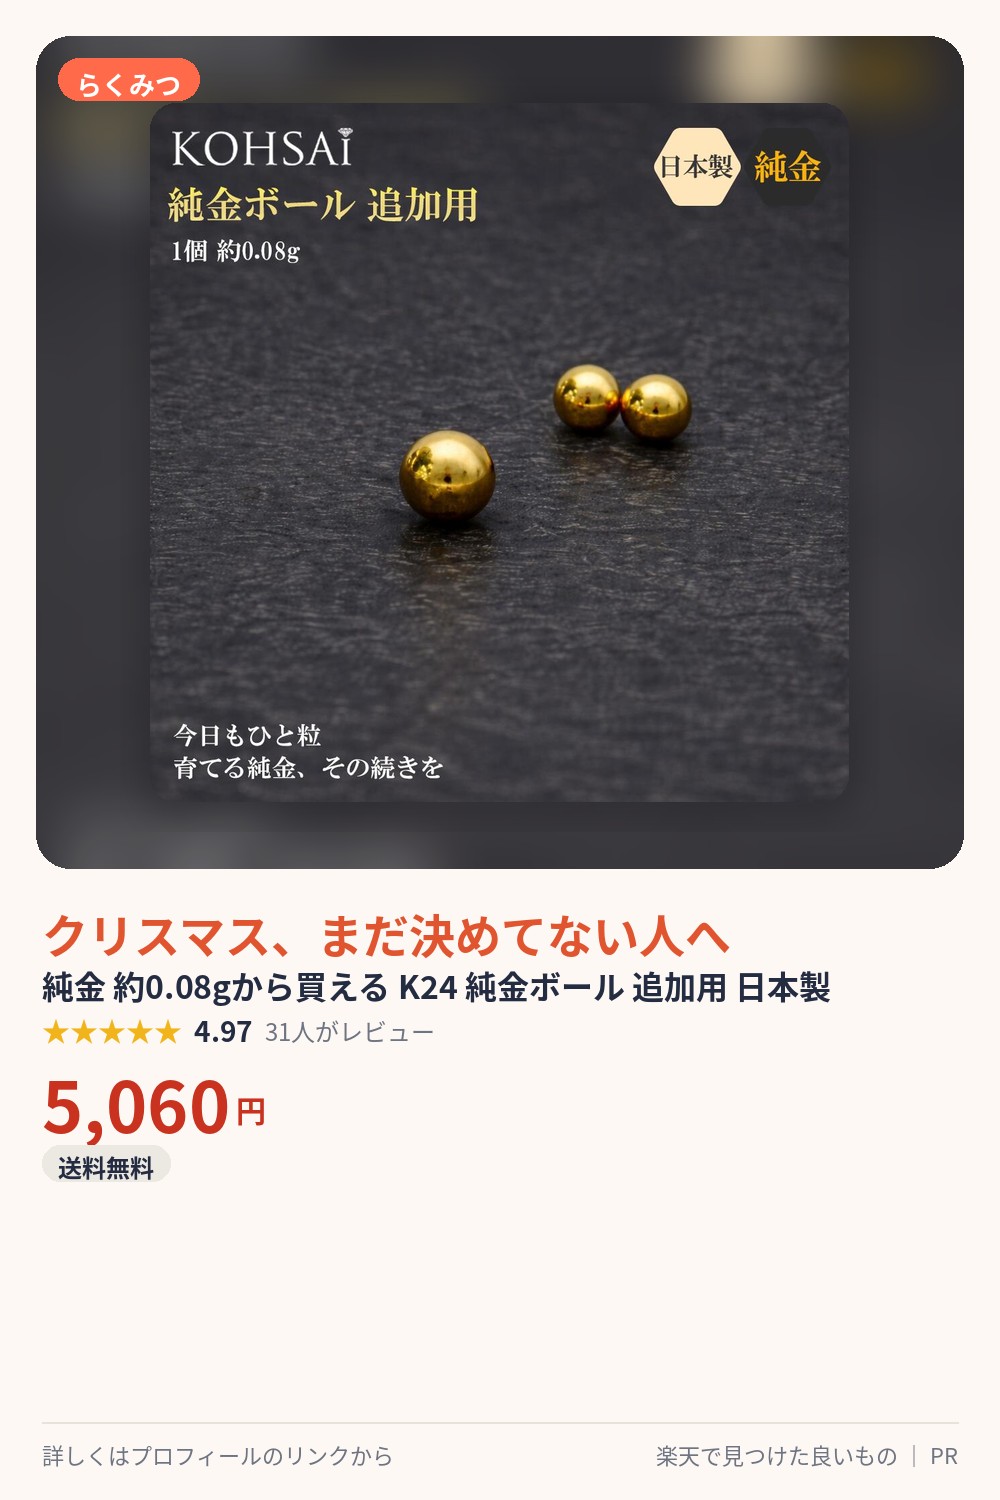 らくみつ
KOHSAi
日本製
純金
純金ボール 追加用
1個 約0.08g
今日もひと粒
育てる純金、その続きを
クリスマス、まだ決めてない人へ
純金 約0.08gから買える K24 純金ボール 追加用 日本製
★★★★★ 4.97 31人がレビュー
5,060円
送料無料
詳しくはプロフィールのリンクから
楽天で見つけた良いもの｜PR